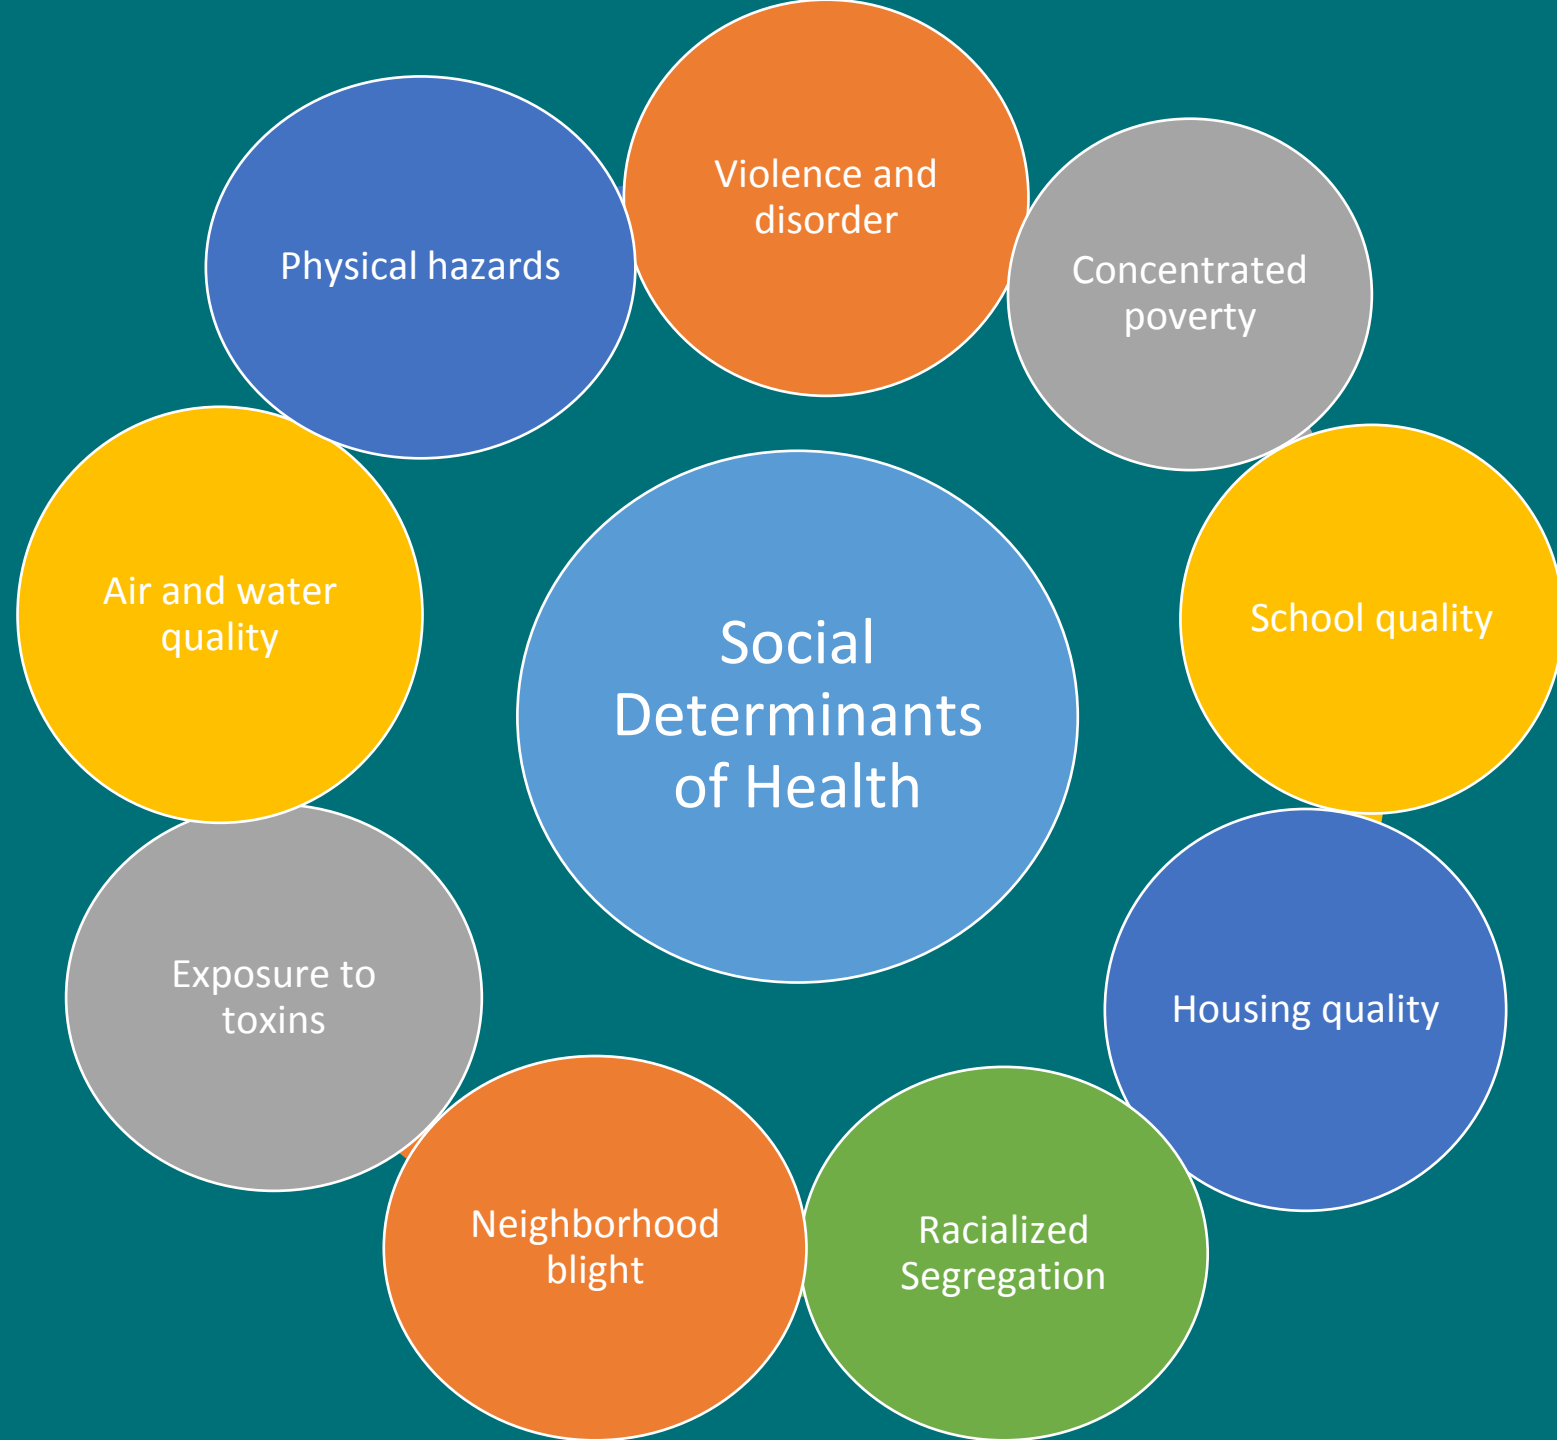 Violence and
disorder
Concentrated
poverty
School quality
Housing quality
Racialized
Segregation
Neighborhood
blight
Exposure to
toxins
Air and water
quality
Physical hazards
Social
Determinants
of Health